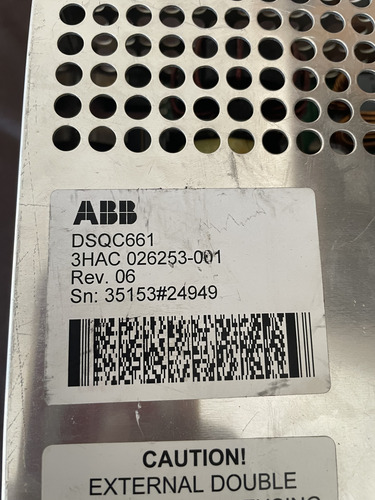 ABB
DSQC661
3HAC 026253-001
Rev. 06
Sn: 35153#24949
CAUTION!
EXTERNAL DOUBLE